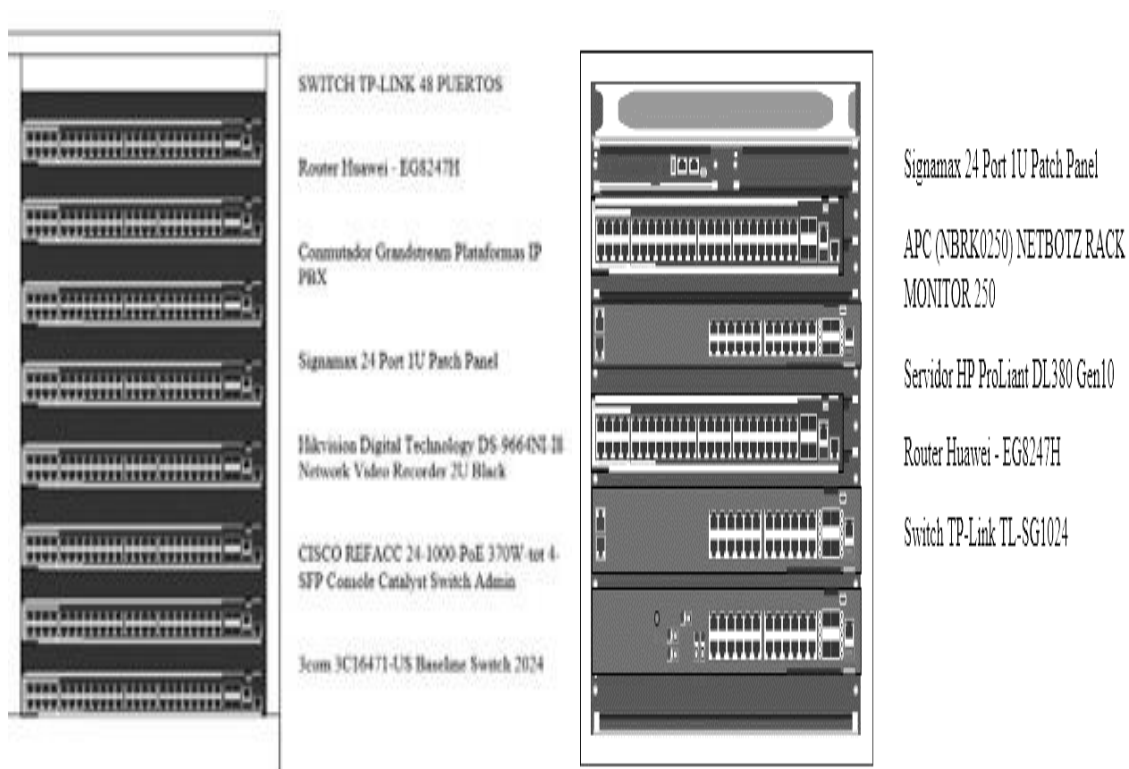 SWITCH TP-LINK 48 PUERTOS
Router Huawei - EG8247H
Conmutador Grandstream Plataformas IP
PBX
Signamax 24 Port 1U Patch Panel
Hikvision Digital Technology DS-9664NI-I8
Network Video Recorder 2U Black
CISCO REFACC 24-1000-PoE 370W-tot 4-
SFP Console Catalyst Switch Admin
3com 3C16471-US Baseline Switch 2024
Signamax 24 Port 1U Patch Panel
APC (NBRK0250) NETBOTZ RACK
MONITOR 250
Servidor HP ProLiant DL380 Gen10
Router Huawei - EG8247H
Switch TP-Link TL-SG1024